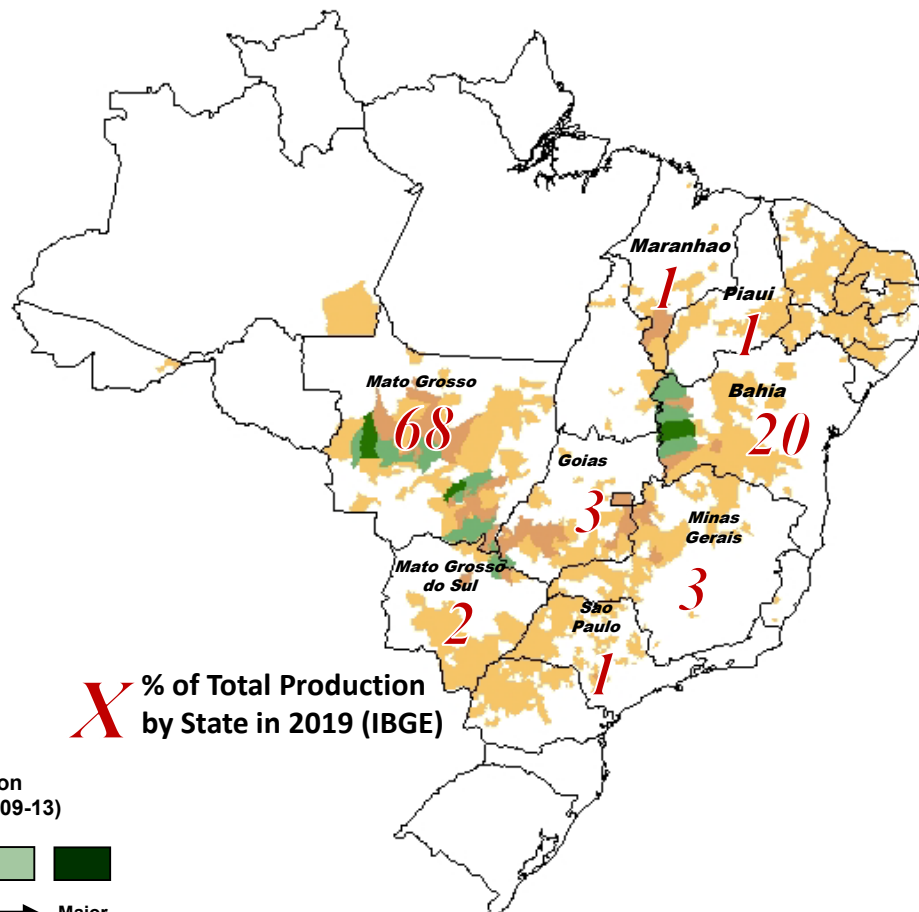 Maranhao
1
Piaui
1
Mato Grosso
68
Bahia
20
Goias
3
Minas
Gerais
3
Mato Grosso
do Sul
2
Sao
Paulo
1
X % of Total Production
by State in 2019 (IBGE)
on
09-13)
Major